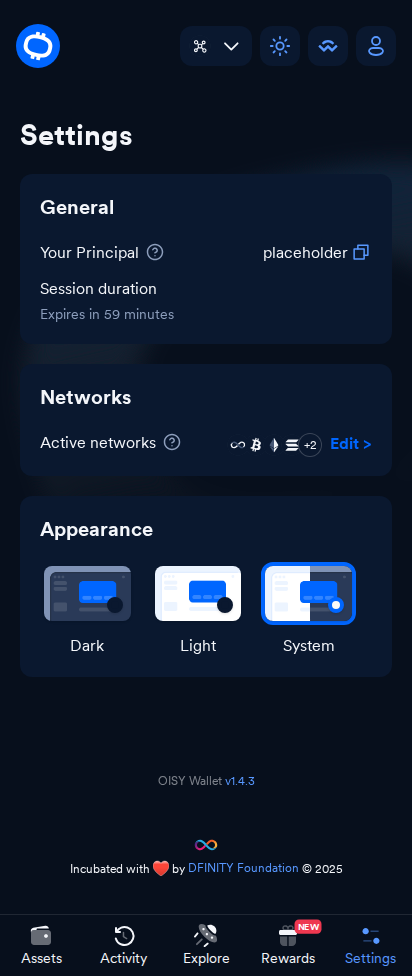 Settings
General
Your Principal placeholder
Session duration
Expires in 59 minutes
Networks
Active networks +2 Edit >
Appearance
Dark Light System
OISY Wallet v1.4.3
Incubated with ❤️ by DFINITY Foundation © 2025
NEW
Assets Activity Explore Rewards Settings